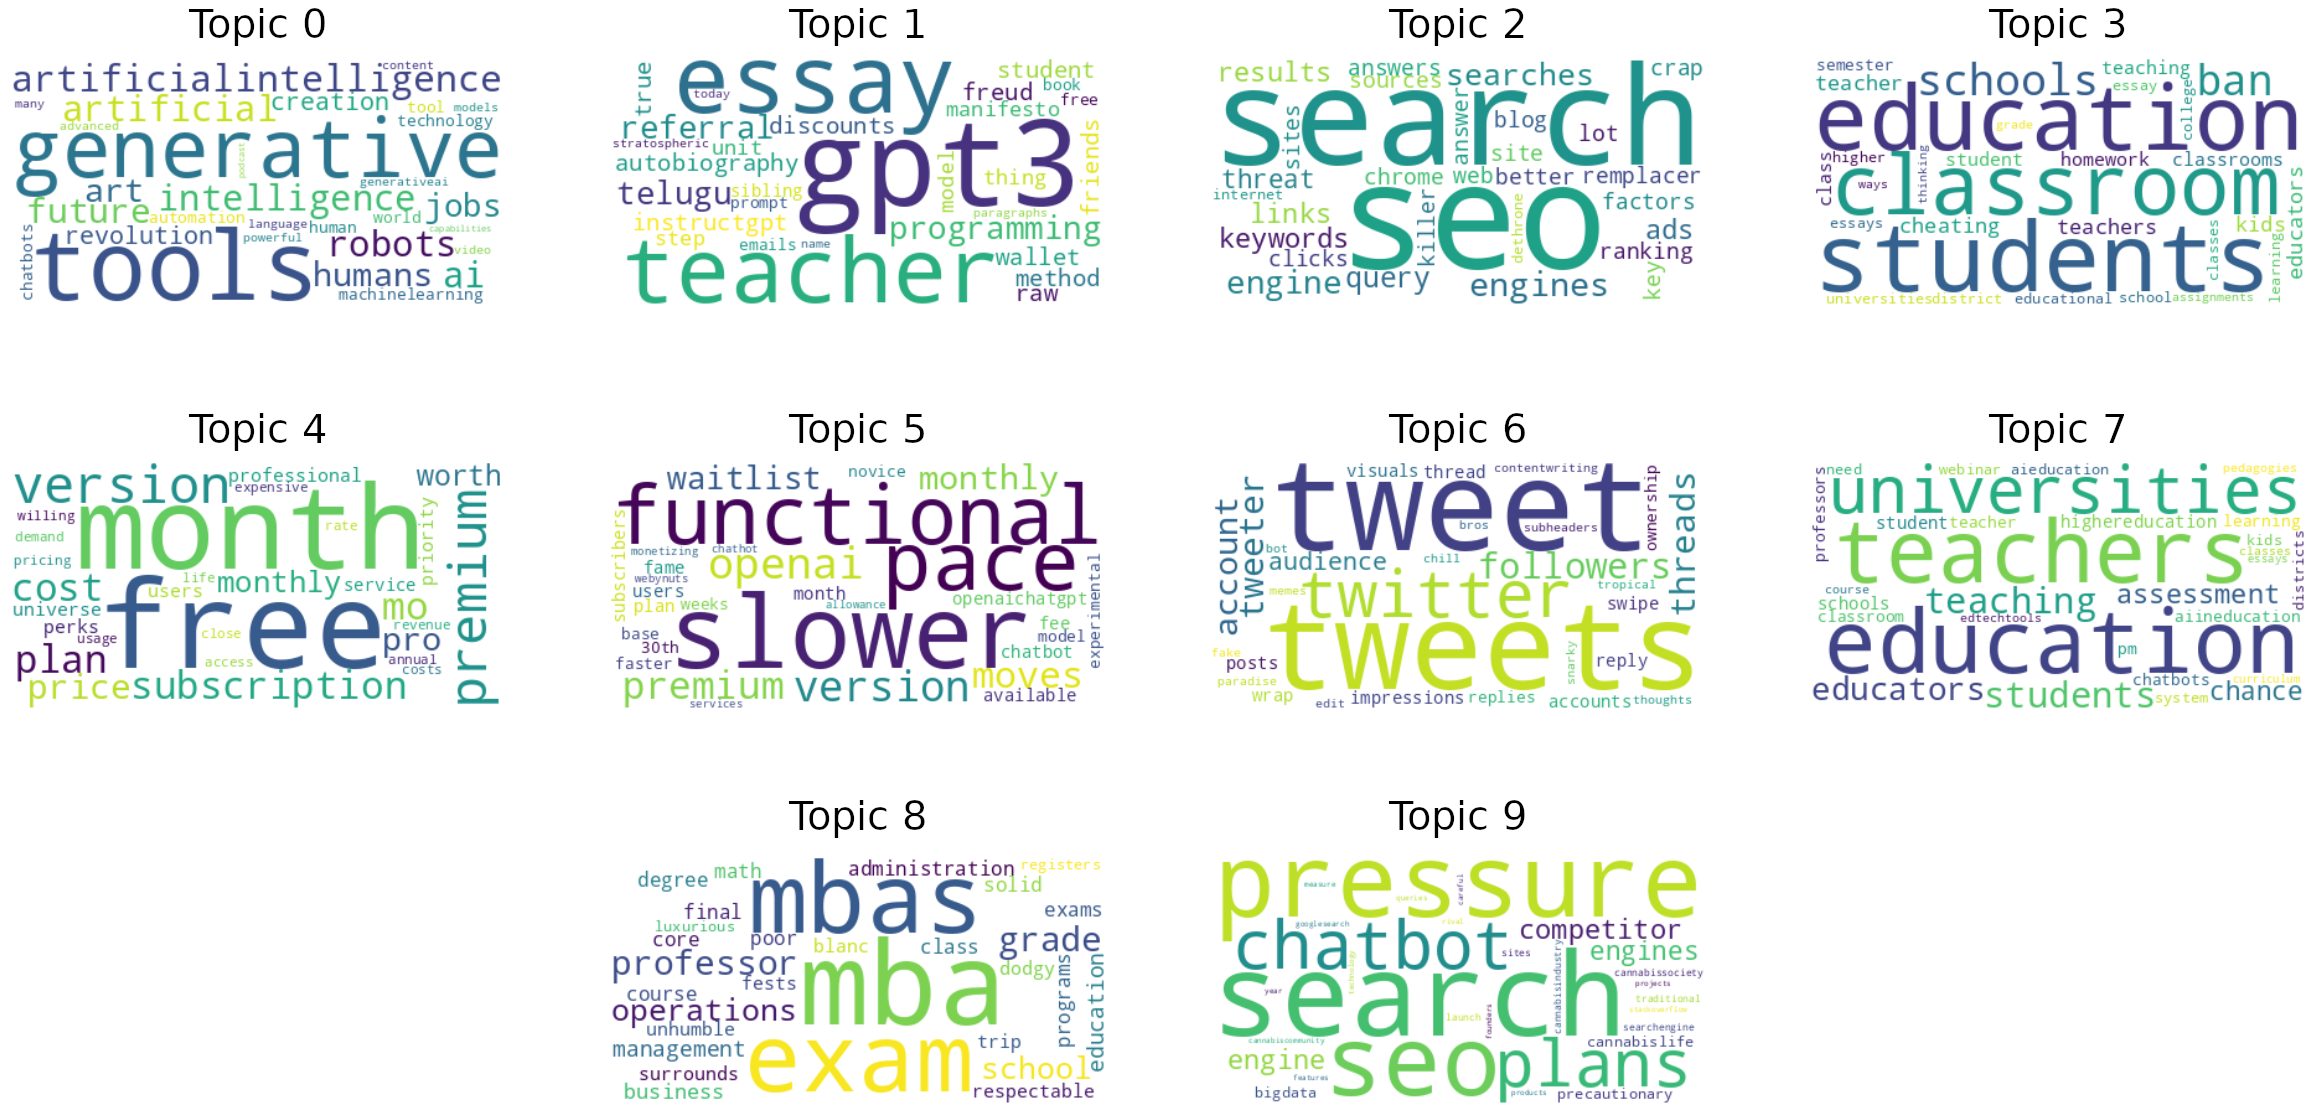 Topic 0
content
artificialintelligence
many
artificial
creation
tool
models
technology
advanced
generative
podcast
generativeai
art
intelligence
jobs
future
automation
language
human
world
capabilities
revolution
powerful
robots
video
chatbots
tools
humans
ai
machinelearning
Topic 1
true
essay
today
student
freud
book
free
manifesto
referral
discounts
stratospheric
unit
autobiography
gpt3
model
thing
friends
telugu
sibling
prompt
paragraphs
instructgpt
programming
step
emails
name
wallet
teacher
method
raw
Topic 2
results
answers
sources
searches
crap
search
sites
answer
blog
lot
site
threat
chrome
web
better
remplacer
internet
factors
links
seo
killer
dethrone
ads
keywords
ranking
clicks
key
engine
query
engines
Topic 3
semester
teacher
schools
teaching
essay
ban
education
grade
college
class
higher
thinking
student
homework
classrooms
ways
classroom
educators
essays
cheating
teachers
classes
kids
learning
students
universities
district
educational
school
assignments
Topic 4
version
professional
expensive
worth
willing
month
rate
priority
premium
demand
pricing
cost
life
users
monthly
service
universe
free
mo
perks
usage
close
revenue
pro
plan
access
annual
costs
price
subscription
Topic 5
waitlist
novice
monthly
functional
subscribers
monetizing
chathot
fame
openai
pace
webynuts
users
month
plan
weeks
allowance
openaichatgpt
experimental
base
slower
fee
model
30th
chatbot
faster
moves
premium
version
available
services
Topic 6
visuals
thread
contentwriting
ownership
account
tweeter
tweet
bros
subheaders
threads
bot
audience
chill
followers
memes
twitter
tropical
swipe
tweets
fake
posts
snarky
reply
paradise
wrap
edit
impressions
replies
accounts
thoughts
Topic 7
professors
need
webinar
aieducation
pedagogies
universities
student
teacher
highereducation
learning
teachers
kids
classes
essays
districts
course
schools
teaching
assessment
classroom
edtechtools
aiineducation
education
pm
chatbots
curriculum
educators
students
system
chance
Topic 8
math
administration
registers
degree
mbas
solid
final
exams
luxurious
core
poor
blanc
class
grade
professor
mba
dodgy
fests
programs
education
course
operations
unhumble
trip
management
exam
school
surrounds
business
respectable
Topic 9
pressure
measure
queries
careful
googlesearch
rival
chatbot
competitor
sites
engines
technology
cannabisindustry
cannabissociety
projects
year
search
traditional
stackoverflow
launch
founders
searchengine
cannabiscommunity
cannabislife
engine
seo
plans
features
bigdata
products
precautionary